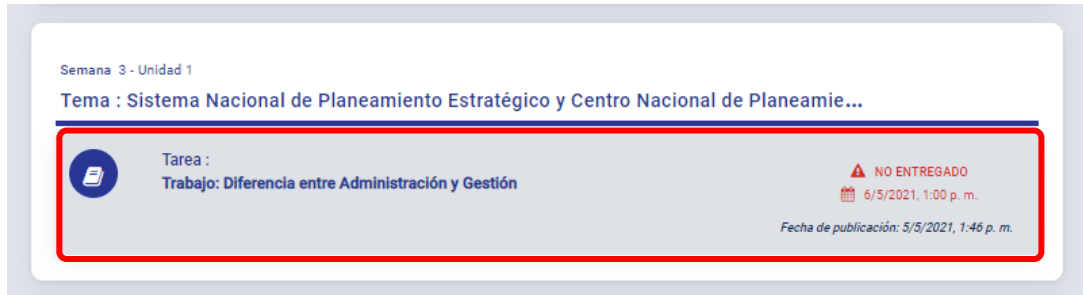 Semana 3 - Unidad 1
Tema : Sistema Nacional de Planeamiento Estratégico y Centro Nacional de Planeamie...
Tarea :
Trabajo: Diferencia entre Administración y Gestión
NO ENTREGADO
6/5/2021, 1:00 p. m.
Fecha de publicación: 5/5/2021, 1:46 p. m.